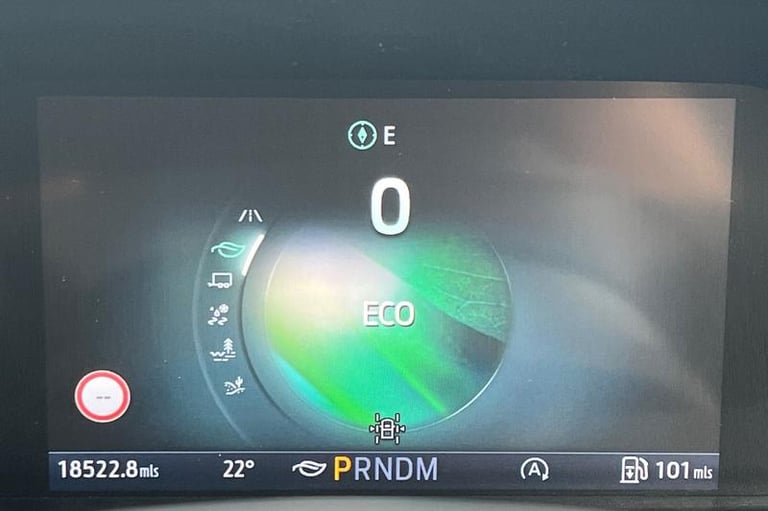 E
0
ECO
--
18522.8mls 22° PRNDM A 101 mls